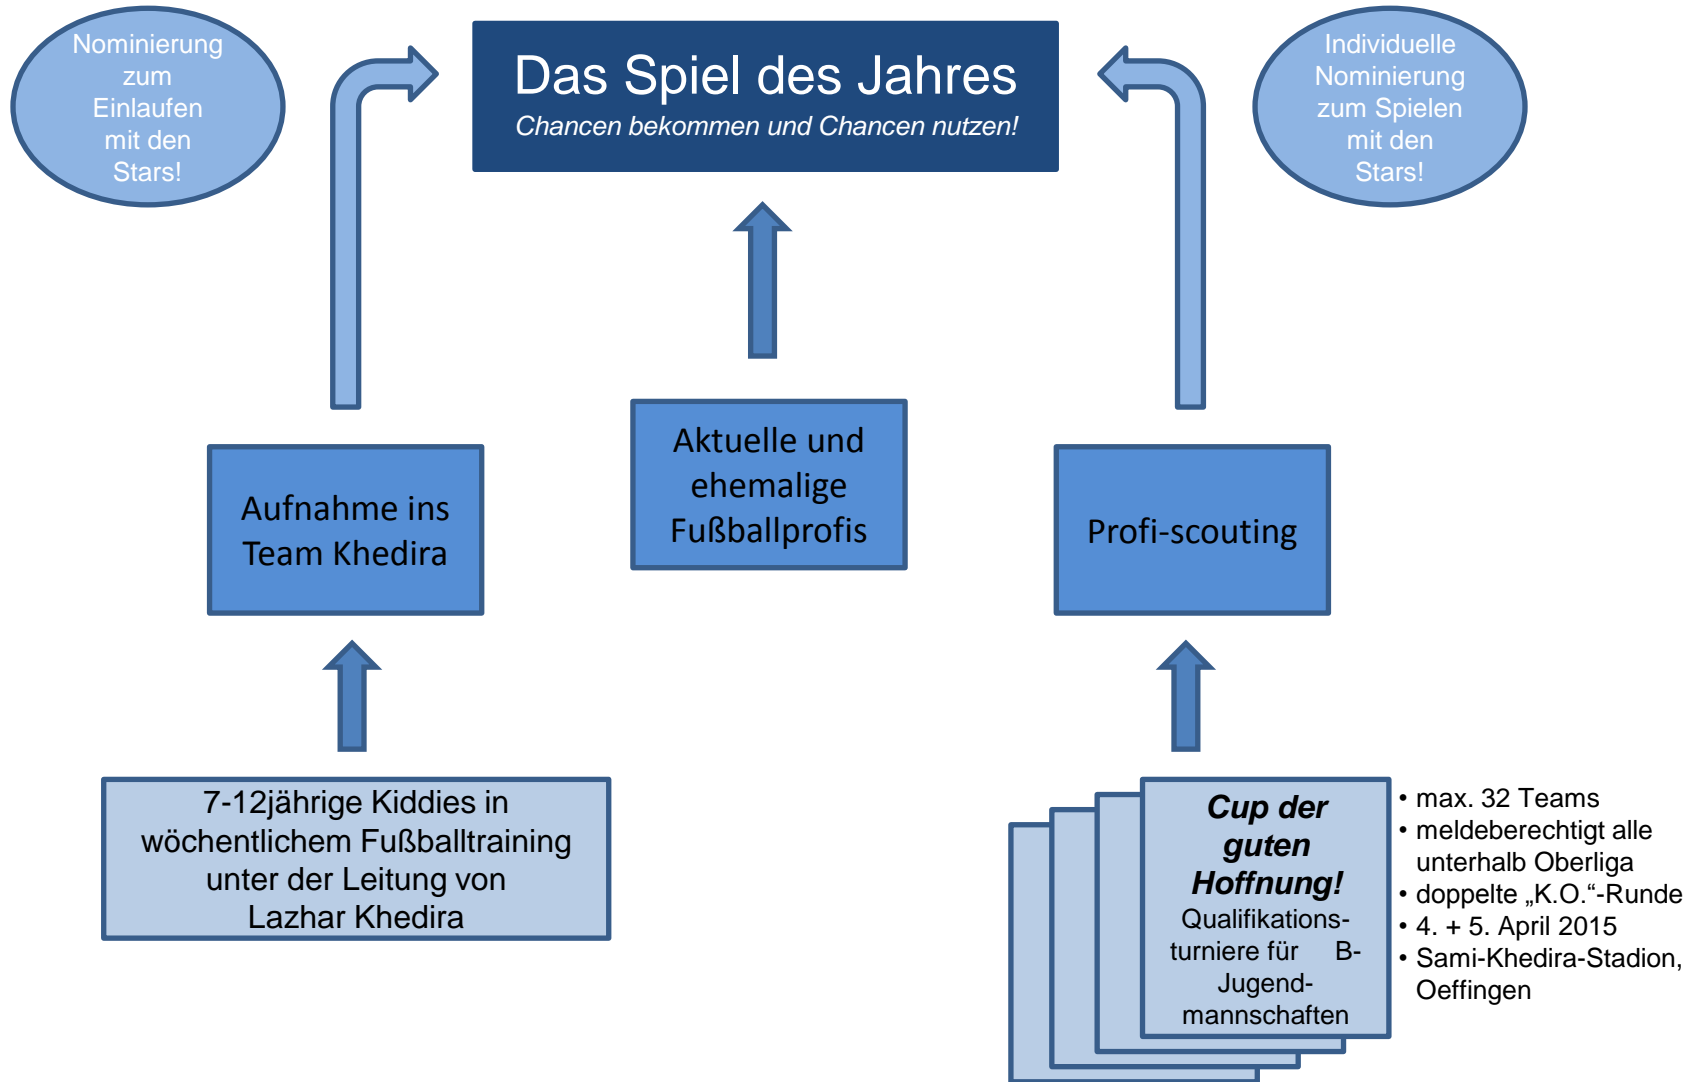 Nominierung
zum
Einlaufen
mit den
Stars!
Das Spiel des Jahres
Chancen bekommen und Chancen nutzen!
Individuelle
Nominierung
zum Spielen
mit den
Stars!
Aufnahme ins
Team Khedira
Aktuelle und
ehemalige
Fußballprofis
Profi-scouting
7-12jährige Kiddies in
wöchentlichem Fußballtraining
unter der Leitung von
Lazhar Khedira
Cup der
guten
Hoffnung!
Qualifikations-
turniere für B-
Jugend-
mannschaften
• max. 32 Teams
• meldeberechtigt alle
unterhalb Oberliga
• doppelte „K.O.“-Runde
• 4. + 5. April 2015
• Sami-Khedira-Stadion,
Oeffingen